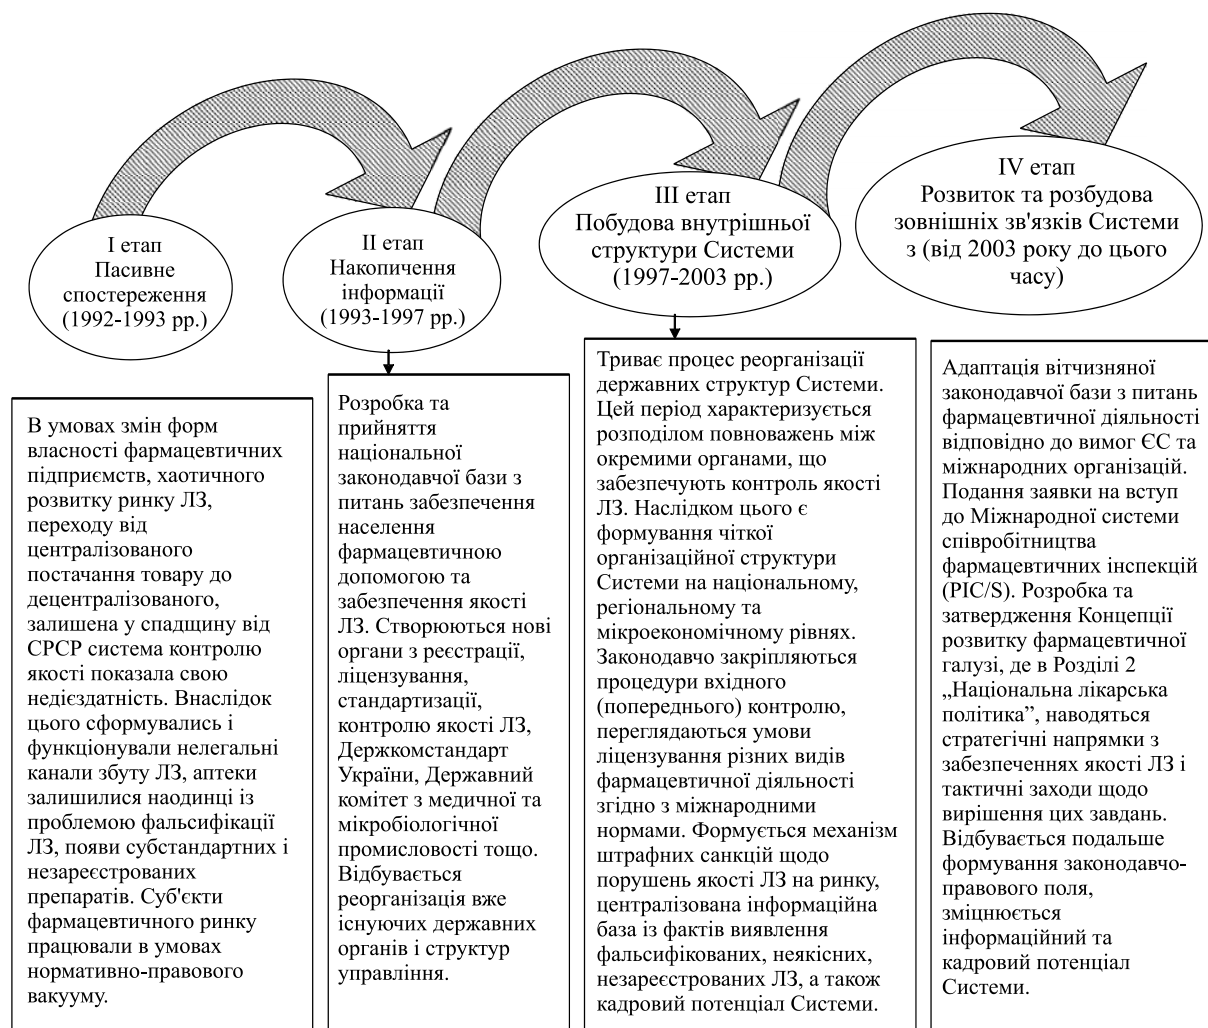 І етап
Пасивне
спостереження
(1992-1993 рр.)
ІІ етап
Накопичення
інформації
(1993-1997 рр.)
ІІІ етап
Побудова внутрішньої
структури Системи
(1997-2003 рр.)
IV етап
Розвиток та розбудова
зовнішніх зв'язків Системи
з (від 2003 року до цього
часу)
В умовах змін форм
власності фармацевтичних
підприємств, хаотичного
розвитку ринку ЛЗ,
переходу від
централізованого
постачання товару до
децентралізованого,
залишена у спадщину від
СРСР система контролю
якості показала свою
недієздатність. Внаслідок
цього сформувались і
функціонували нелегальні
канали збуту ЛЗ, аптеки
залишилися наодинці із
проблемою фальсифікації
ЛЗ, появи субстандартних і
незареєстрованих
препаратів. Суб'єкти
фармацевтичного ринку
працювали в умовах
нормативно-правового
вакууму.
Розробка та
прийняття
національної
законодавчої бази з
питань забезпечення
населення
фармацевтичною
допомогою та
забезпечення якості
ЛЗ. Створюються нові
органи з реєстрації,
ліцензування,
стандартизації,
контролю якості ЛЗ,
Держкомстандарт
України, Державний
комітет з медичної та
мікробіологічної
промисловості тощо.
Відбувається
реорганізація вже
існуючих державних
органів і структур
управління.
Триває процес реорганізації
державних структур Системи.
Цей період характеризується
розподілом повноважень між
окремими органами, що
забезпечують контроль якості
ЛЗ. Наслідком цього є
формування чіткої
організаційної структури
Системи на національному,
регіональному та
мікроекономічному рівнях.
Законодавчо закріпляються
процедури вхідного
(попереднього) контролю,
переглядаються умови
ліцензування різних видів
фармацевтичної діяльності
згідно з міжнародними
нормами. Формується механізм
штрафних санкцій щодо
порушень якості ЛЗ на ринку,
централізована інформаційна
база із фактів виявлення
фальсифікованих, неякісних,
незареєстрованих ЛЗ, а також
кадровий потенціал Системи.
Адаптація вітчизняної
законодавчої бази з питань
фармацевтичної діяльності
відповідно до вимог ЄС та
міжнародних організацій.
Подання заявки на вступ
до Міжнародної системи
співробітництва
фармацевтичних інспекцій
(PIC/S). Розробка та
затвердження Концепції
розвитку фармацевтичної
галузі, де в Розділі 2
„Національна лікарська
політика”, наводяться
стратегічні напрямки з
забезпеченнях якості ЛЗ і
тактичні заходи щодо
вирішення цих завдань.
Відбувається подальше
формування законодавчо-
правового поля,
зміцнюється
інформаційний та
кадровий потенціал
Системи.